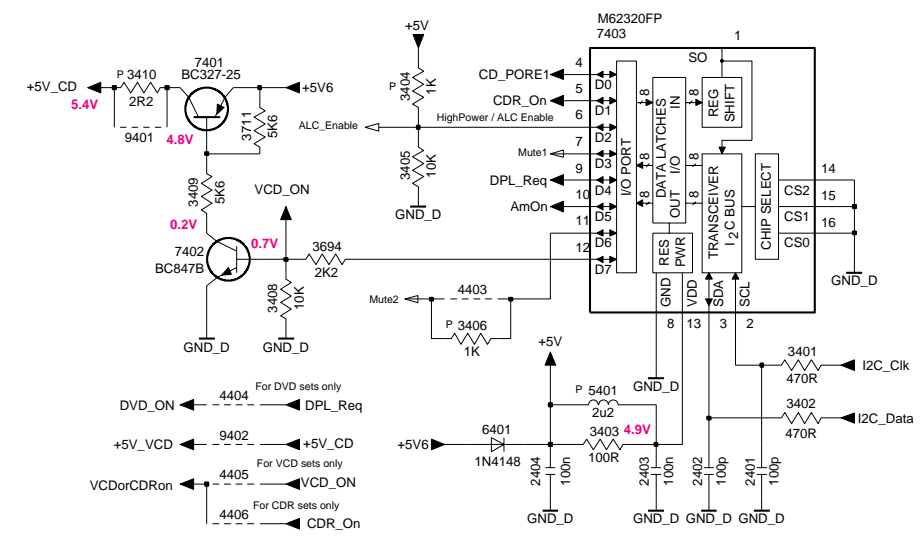 M62320FP
7403
+5V
1
SO
7401
BC327-25
P 3410
2R2
+5V_CD
5.4V
9401
4.8V
+5V6
3711
5K6
P
3404
1K
ALC_Enable
HighPower / ALC Enable
3405
10K
GND_D
4
CD_PORE1
D0
5
CDR_On
D1
6
D2
7
Mute1
D3
9
DPL_Req
D4
10
AmOn
D5
11
D6
12
D7
I/O PORT
8
8
8
DATA LATCHES
OUT I/O IN
8
8
8
REG
SHIFT
TRANSCEIVER
I2C BUS
CHIP SELECT
CS2
CS1
CS0
14
15
16
GND_D
RES
PWR
GND
VDD
SDA
SCL
8
13
3
2
3409
5K6
0.2V
VCD_ON
7402
BC847B
0.7V
3694
2K2
3408
10K
GND_D
GND_D
Mute2
4403
P 3406
1K
GND_D
3401
470R
I2C_Clk
3402
470R
I2C_Data
+5V
P 5401
2u2
+5V6
6401
1N4148
3403
100R
4.9V
2404
100n
2403
100n
2402
100p
2401
100p
GND_D
GND_D
GND_D
GND_D
For DVD sets only
DVD_ON
4404
DPL_Req
+5V_VCD
9402
+5V_CD
For VCD sets only
VCDorCDRon
4405
VCD_ON
For CDR sets only
4406
CDR_On